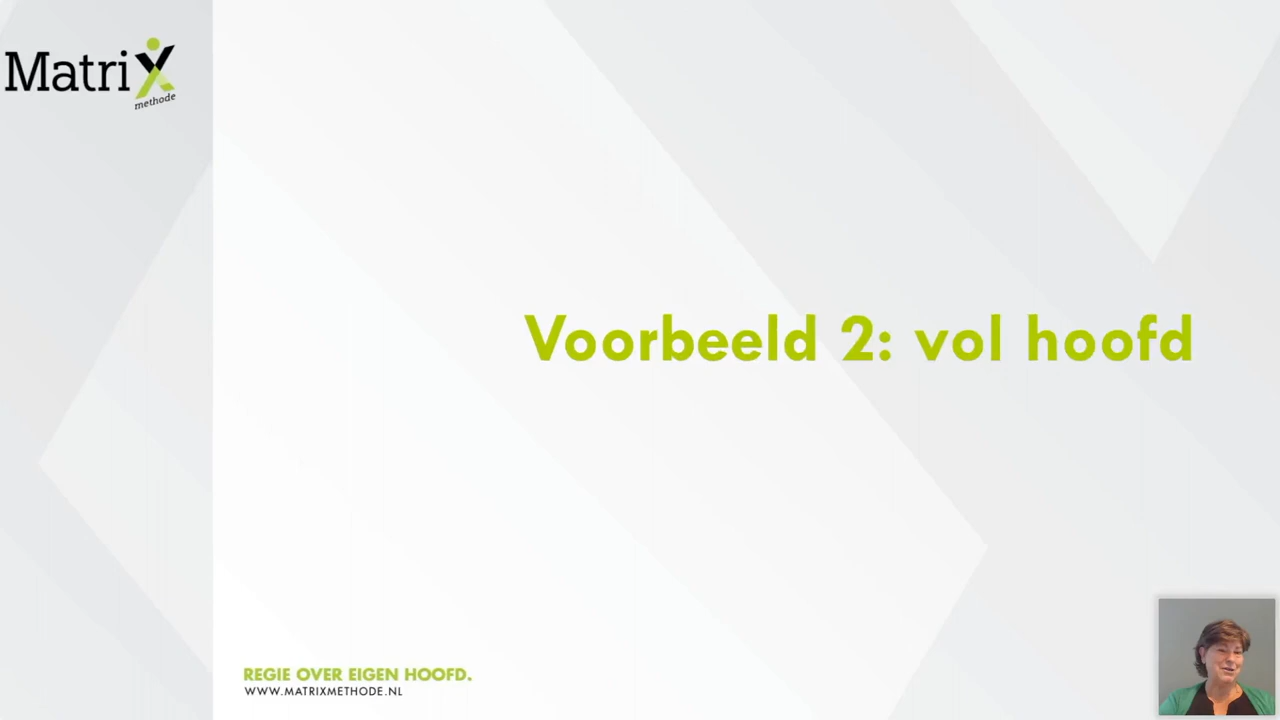 MatriX
methode
Voorbeeld 2: vol hoofd
REGIE OVER EIGEN HOOFD.
WWW.MATRIXMETHODE.NL